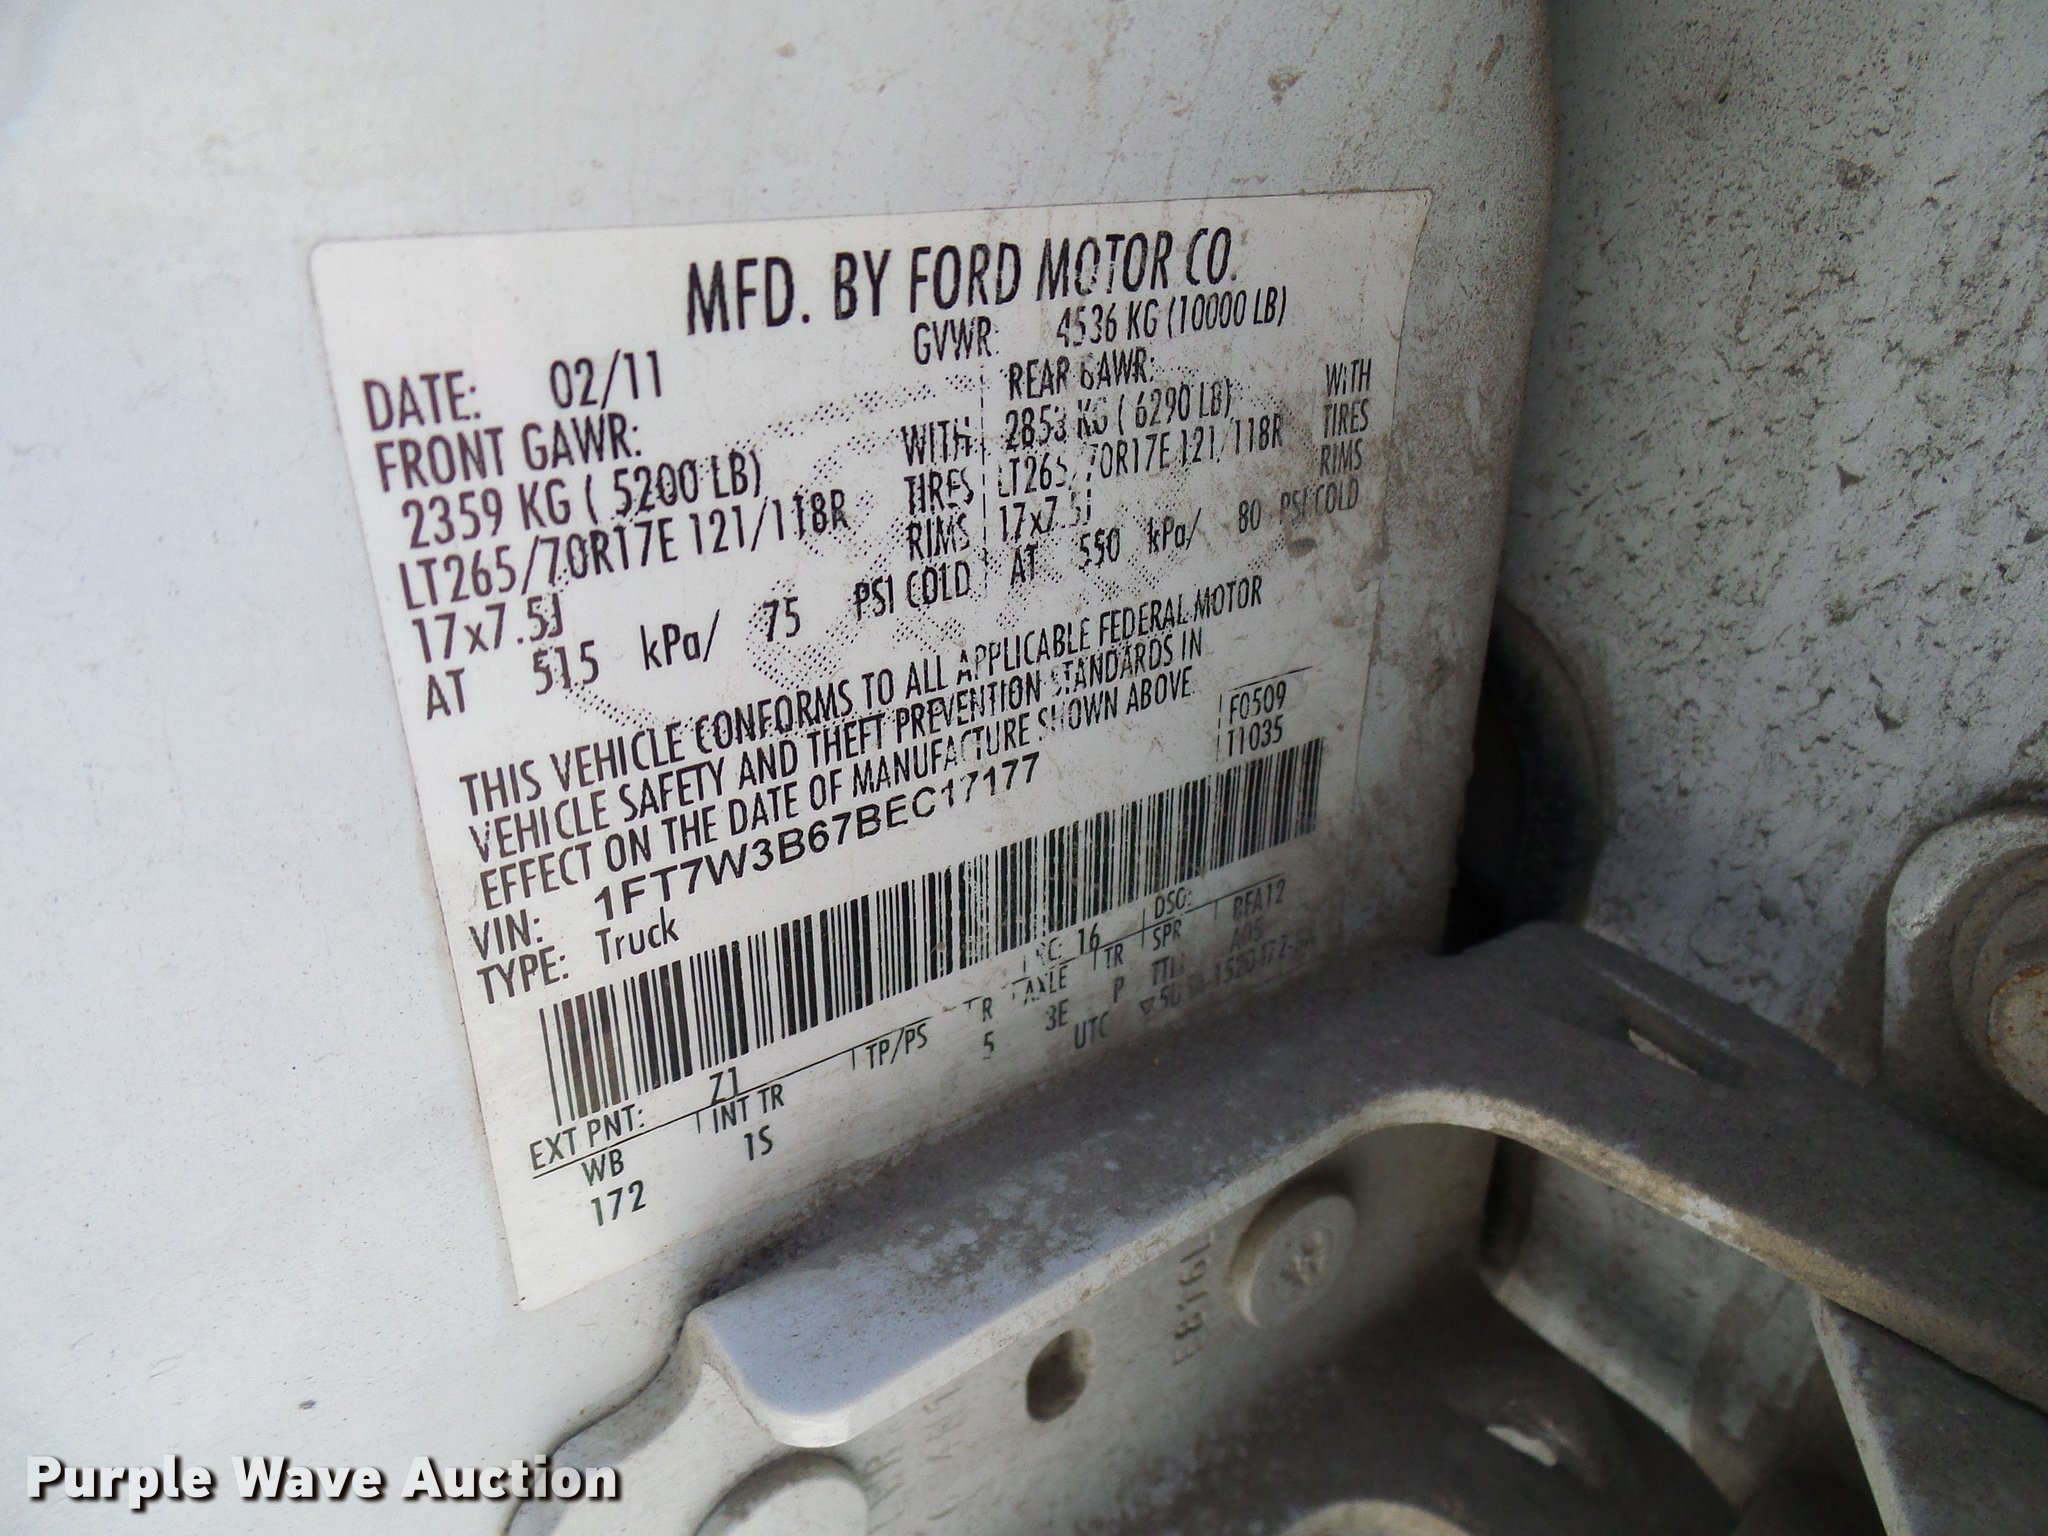 MFD. BY FORD MOTOR CO.
DATE: 02/11 GVWR: 4536 KG (10000 LB)
FRONT GAWR: REAR GAWR:
2359 KG ( 5200 LB) WITH 2853 KG ( 6290 LB) WITH
LT265/70R17E 121/118R TIRES LT265/70R17E 121/118R TIRES
17x7.5J RIMS 17x7.5J RIMS
AT 515 kPa/ 75 PSI COLD AT 550 kPa/ 80 PSI COLD
THIS VEHICLE CONFORMS TO ALL APPLICABLE FEDERAL MOTOR
VEHICLE SAFETY AND THEFT PREVENTION STANDARDS IN
EFFECT ON THE DATE OF MANUFACTURE SHOWN ABOVE
F0509
T1035
VIN: 1FT7W3B67BEC17177
TYPE: Truck
EXT PNT: Z1 RC: 16 DSO:
WB INT TR TP/PS R AXLE TR SPR
172 1S 5 3E P
UTC
Purple Wave Auction